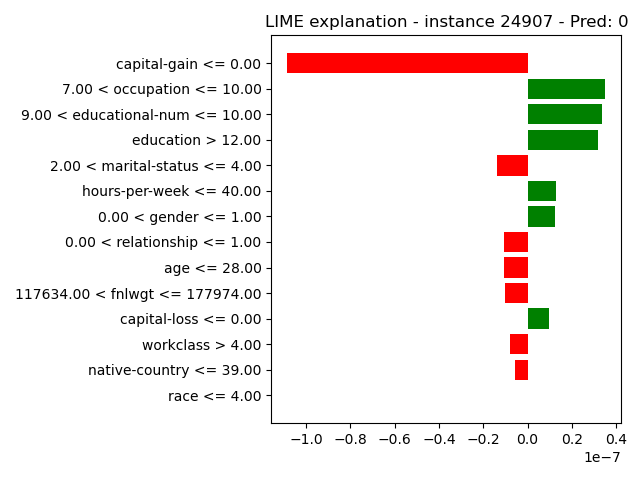 LIME explanation - instance 24907 - Pred: 0
capital-gain <= 0.00
7.00 < occupation <= 10.00
9.00 < educational-num <= 10.00
education > 12.00
2.00 < marital-status <= 4.00
hours-per-week <= 40.00
0.00 < gender <= 1.00
0.00 < relationship <= 1.00
age <= 28.00
117634.00 < fnlwgt <= 177974.00
capital-loss <= 0.00
workclass > 4.00
native-country <= 39.00
race <= 4.00
−1.0 −0.8 −0.6 −0.4 −0.2 0.0 0.2 0.4
1e−7